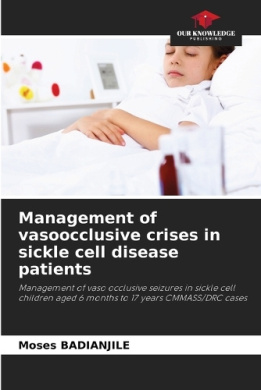 OUR KNOWLEDGE
PUBLISHING
Management of
vasoocclusive crises in
sickle cell disease
patients
Management of vaso occlusive seizures in sickle cell
children aged 6 months to 17 years CMMASS/DRC cases
Moses BADIANJILE